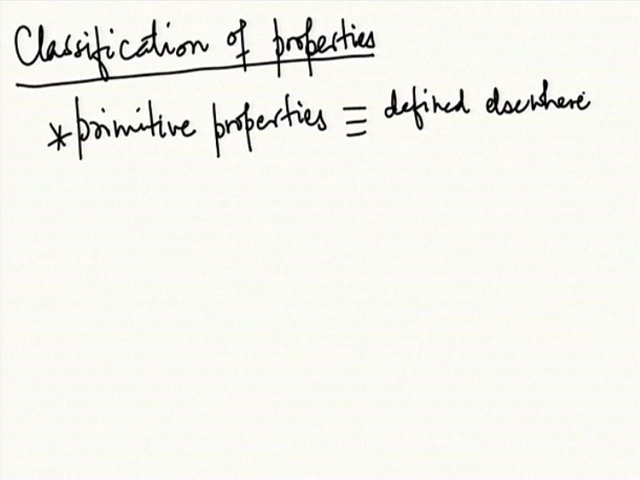 Classification of properties
* primitive properties ≡ defined elsewhere